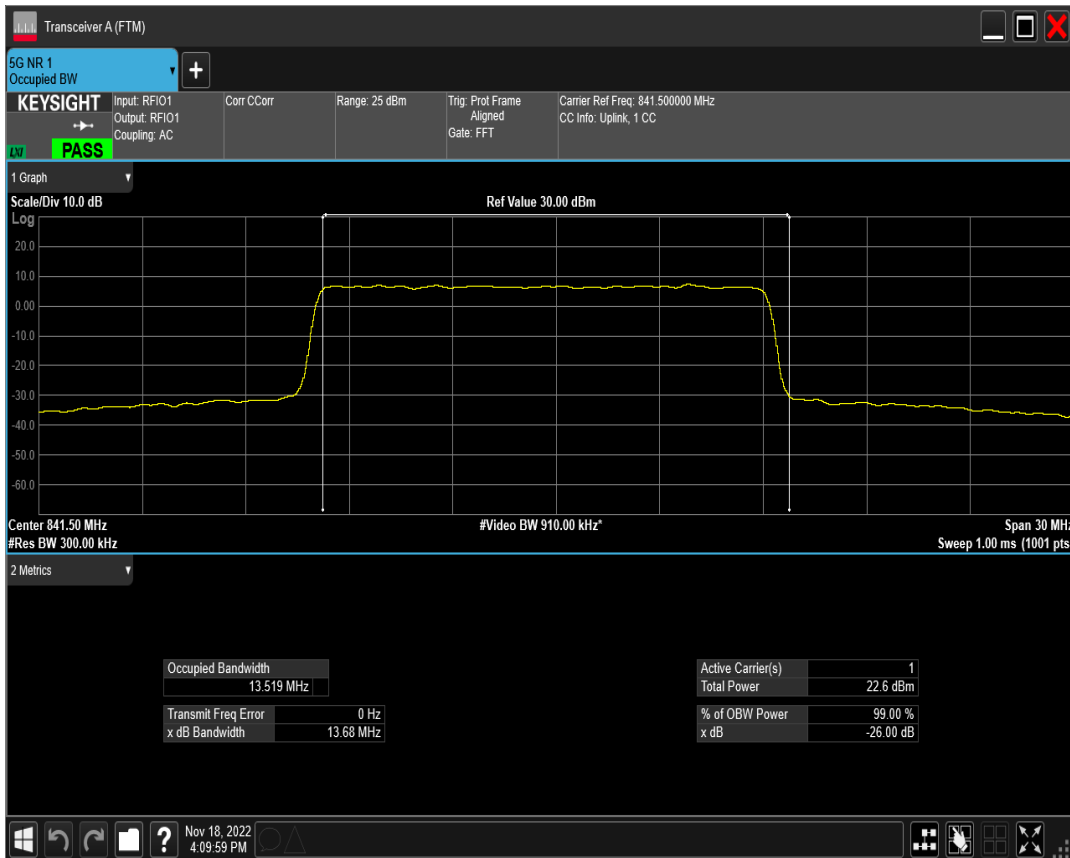 Transceiver A (FTM)
5G NR 1
Occupied BW
+
KEYSIGHT
LXI
PASS
Input: RFIO1
Output: RFIO1
Coupling: AC
Corr CCorr
Range: 25 dBm
Trig: Prot Frame
Aligned
Gate: FFT
Carrier Ref Freq: 841.500000 MHz
CC Info: Uplink, 1 CC
1 Graph
Scale/Div 10.0 dB
Ref Value 30.00 dBm
Log
20.0
10.0
0.00
-10.0
-20.0
-30.0
-40.0
-50.0
-60.0
Center 841.50 MHz
#Video BW 910.00 kHz*
Span 30 MHz
#Res BW 300.00 kHz
Sweep 1.00 ms (1001 pts
2 Metrics
Occupied Bandwidth
13.519 MHz
Transmit Freq Error 0 Hz
x dB Bandwidth 13.68 MHz
Active Carrier(s) 1
Total Power 22.6 dBm
% of OBW Power 99.00 %
x dB -26.00 dB
?
Nov 18, 2022
4:09:59 PM